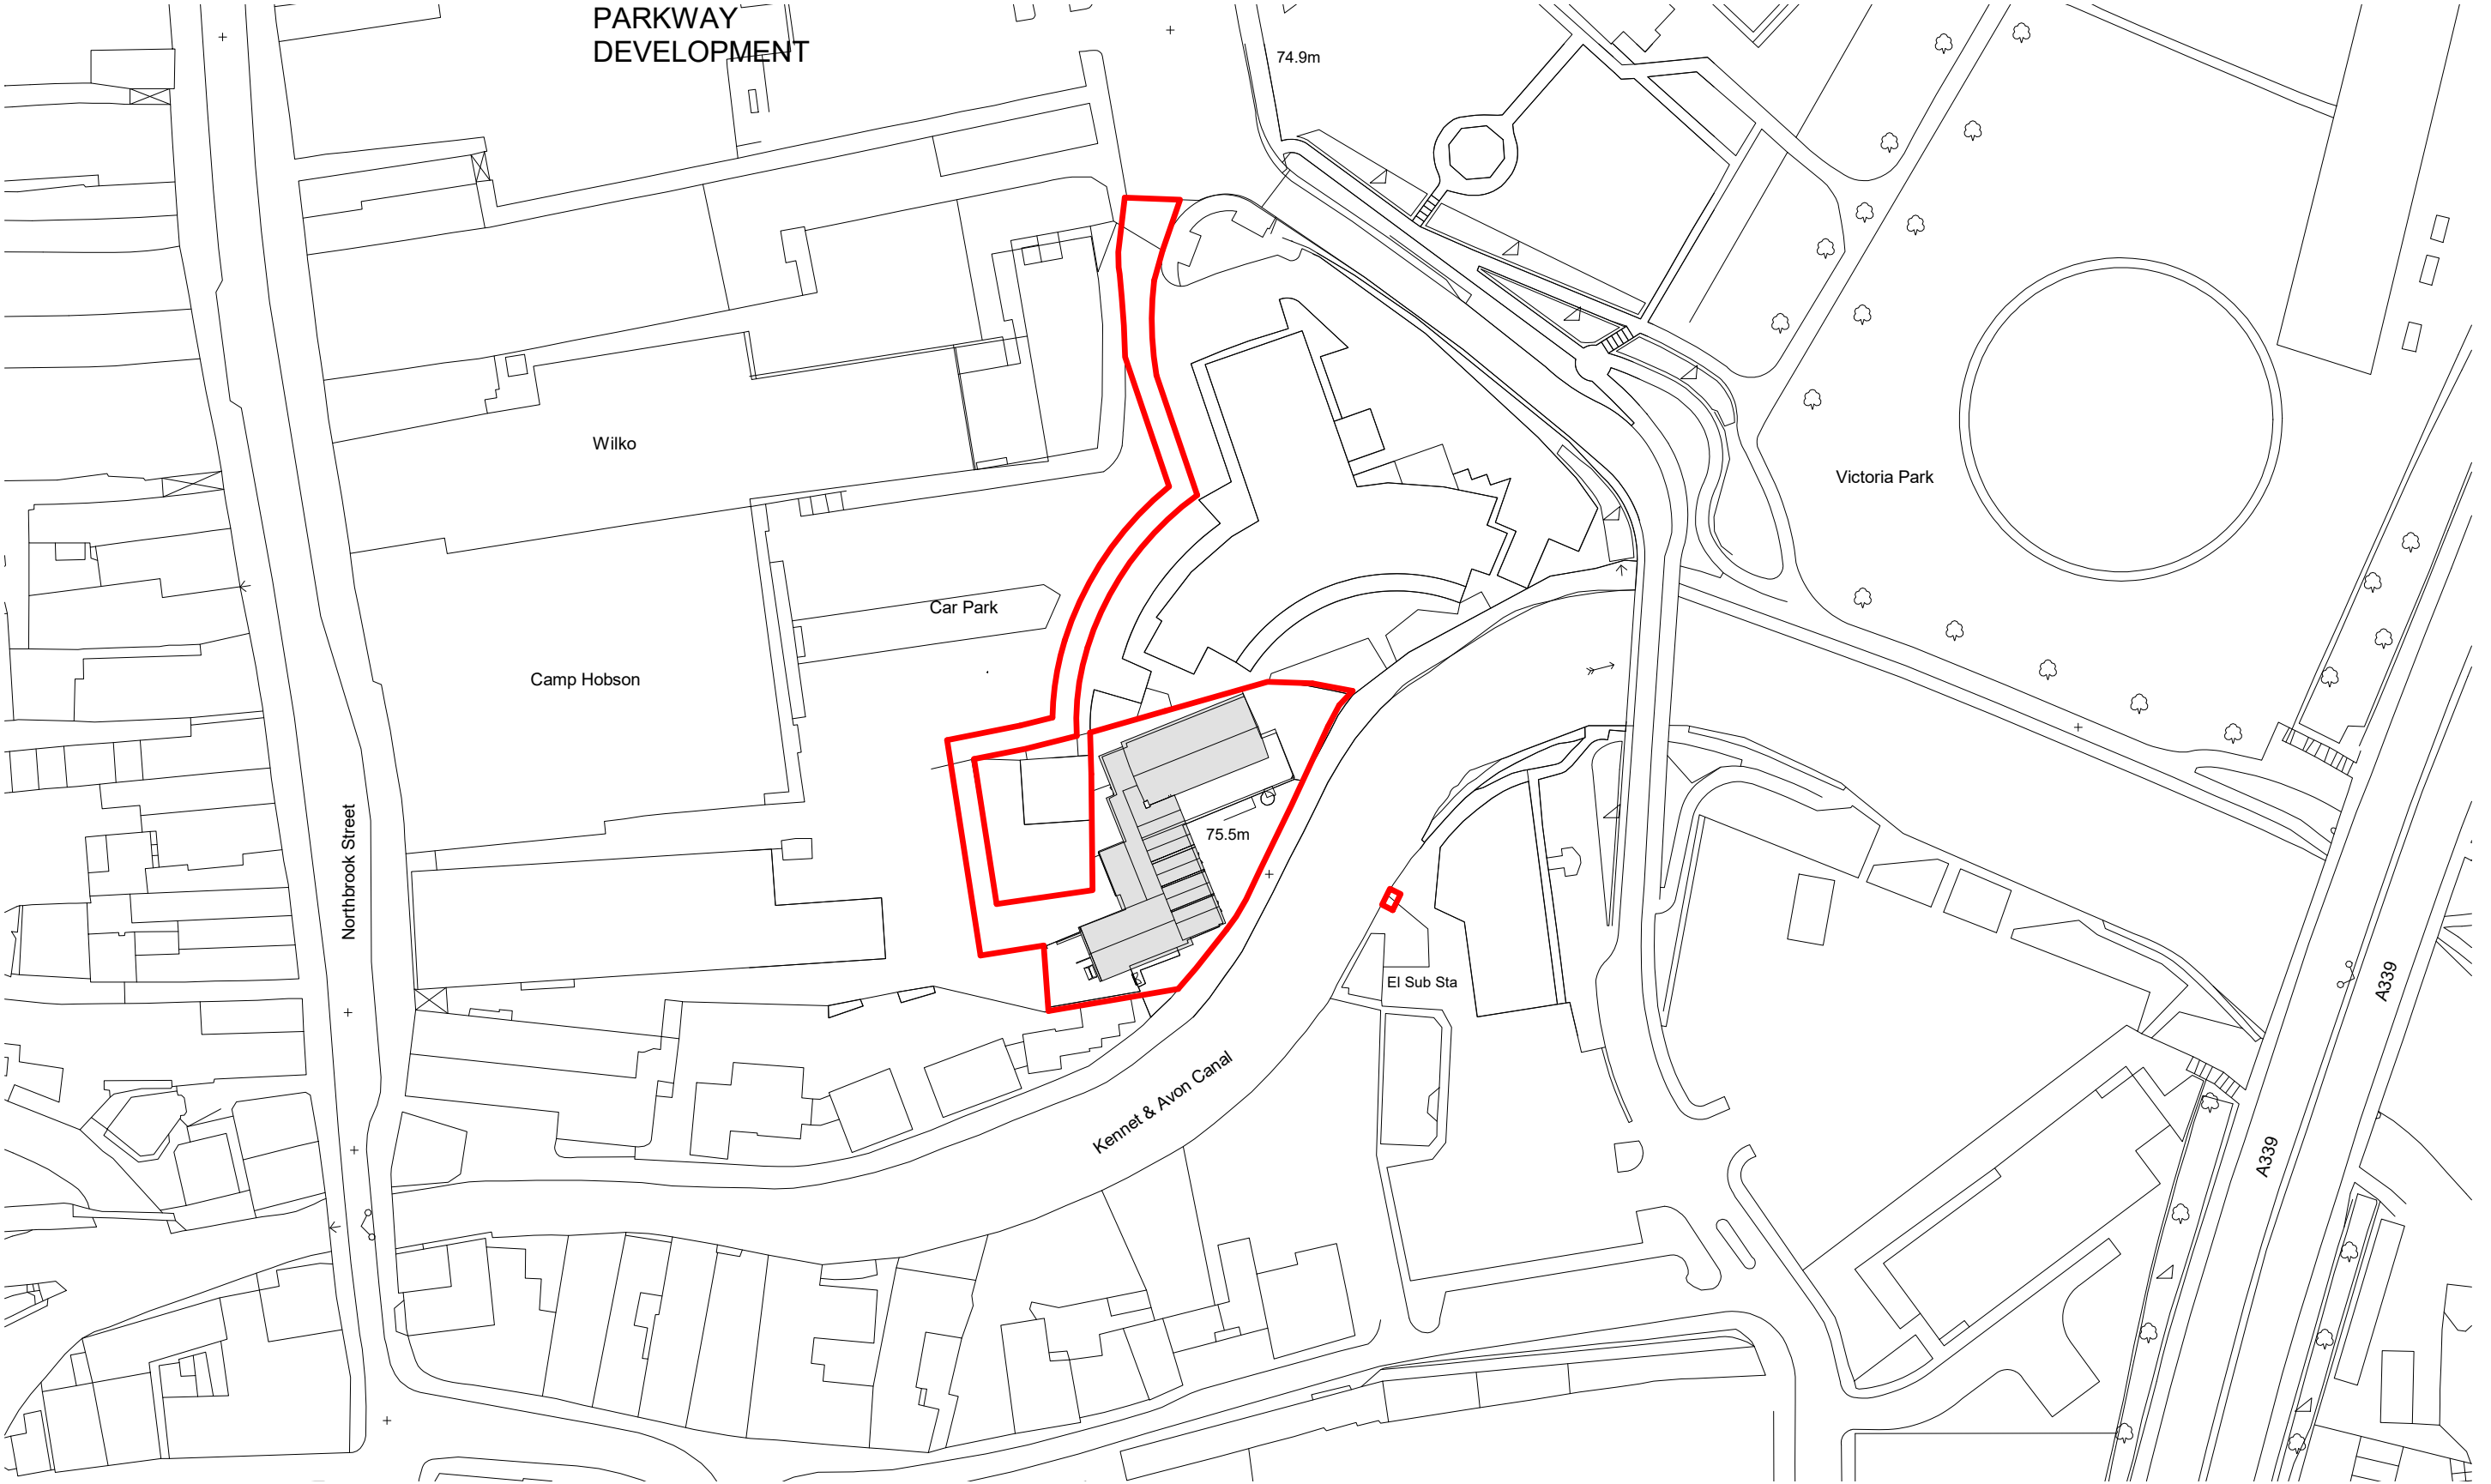 PARKWAY
DEVELOPMENT
74.9m
Wilko
Victoria Park
Car Park
Camp Hobson
Northbrook Street
75.5m
El Sub Sta
A339
Kennet & Avon Canal
A339